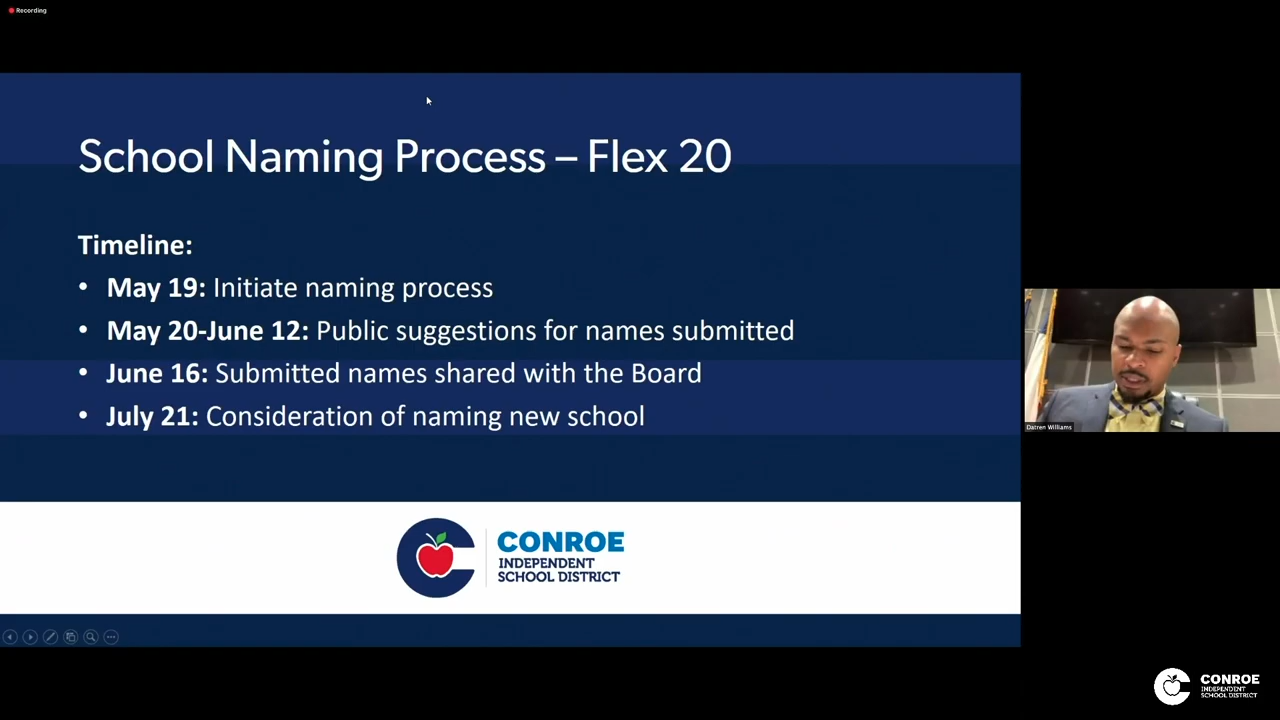 Recording
School Naming Process – Flex 20
Timeline:
• May 19: Initiate naming process
• May 20-June 12: Public suggestions for names submitted
• June 16: Submitted names shared with the Board
• July 21: Consideration of naming new school
Darren Williams
CONROE
INDEPENDENT
SCHOOL DISTRICT
CONROE
INDEPENDENT
SCHOOL DISTRICT